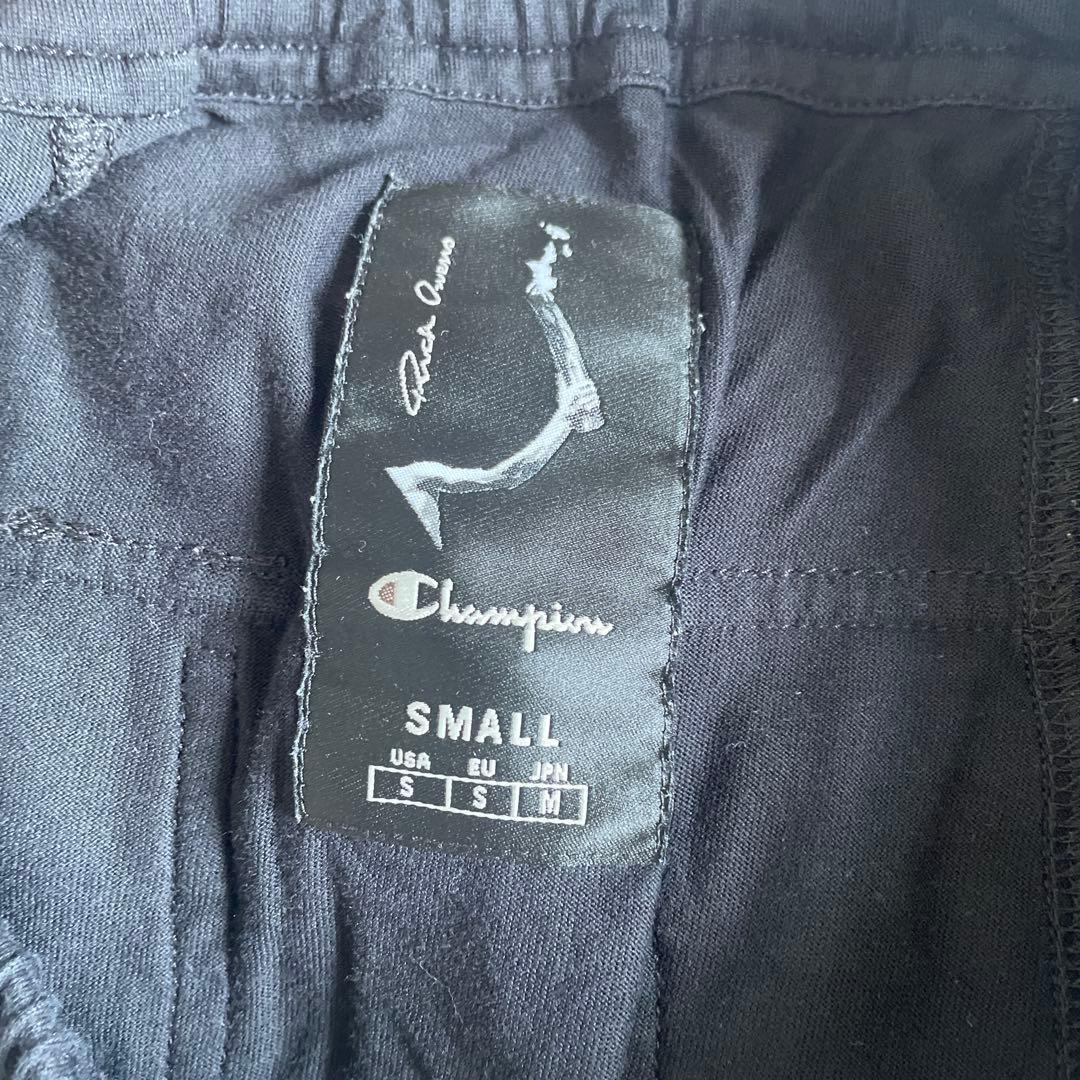 Rick Owens
Champion
SMALL
USA EU JPN
S S M